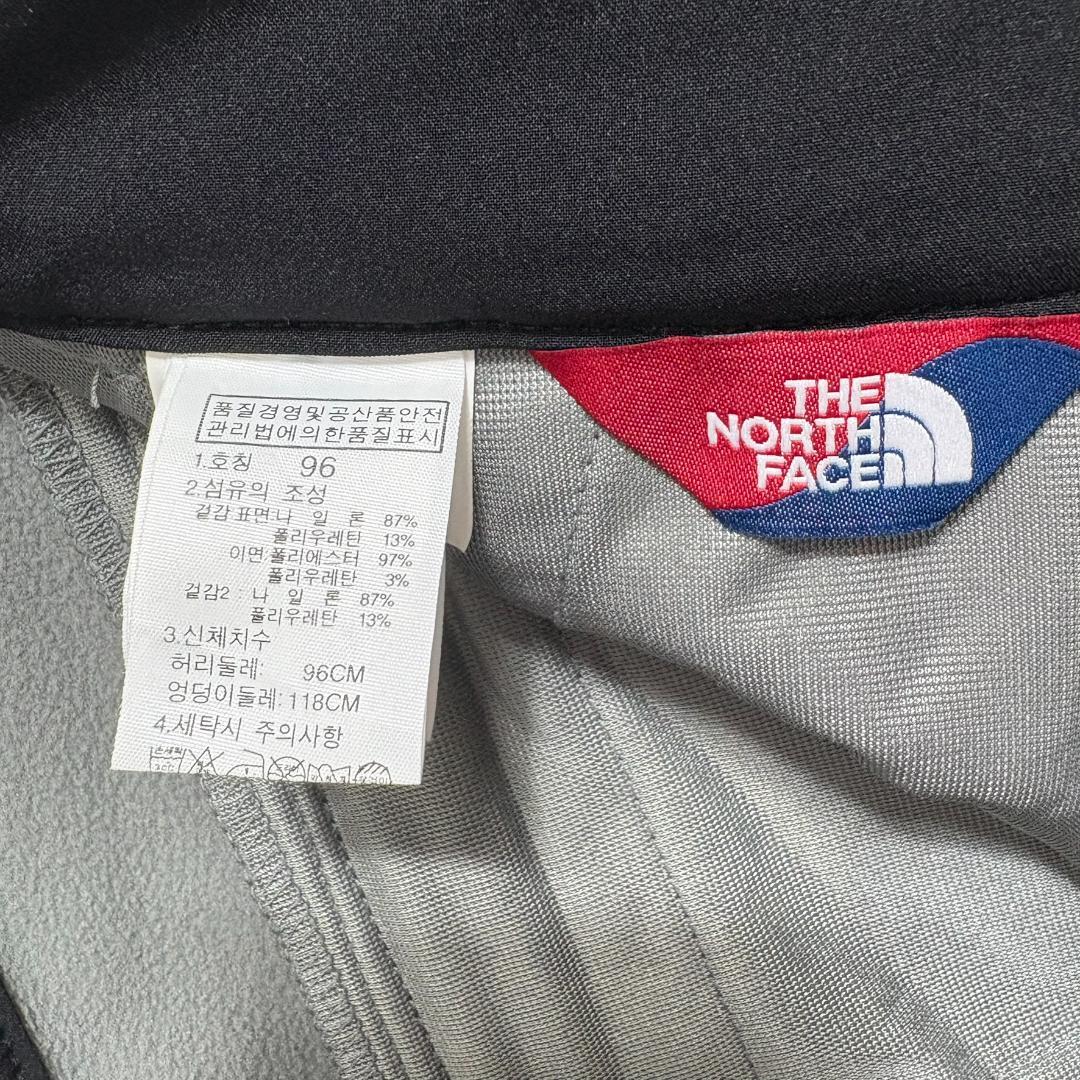 품질경영및공산품안전
관리법에의한품질표시
1.호칭 96
2.섬유의 조성
겉감 표면:나 일 론 87%
폴리우레탄 13%
이면:폴리에스터 97%
폴리우레탄 3%
겉감2 : 나 일 론 87%
폴리우레탄 13%
3.신체치수
허리둘레: 96CM
엉덩이둘레:118CM
4.세탁시 주의사항
손세탁
THE
NORTH
FACE